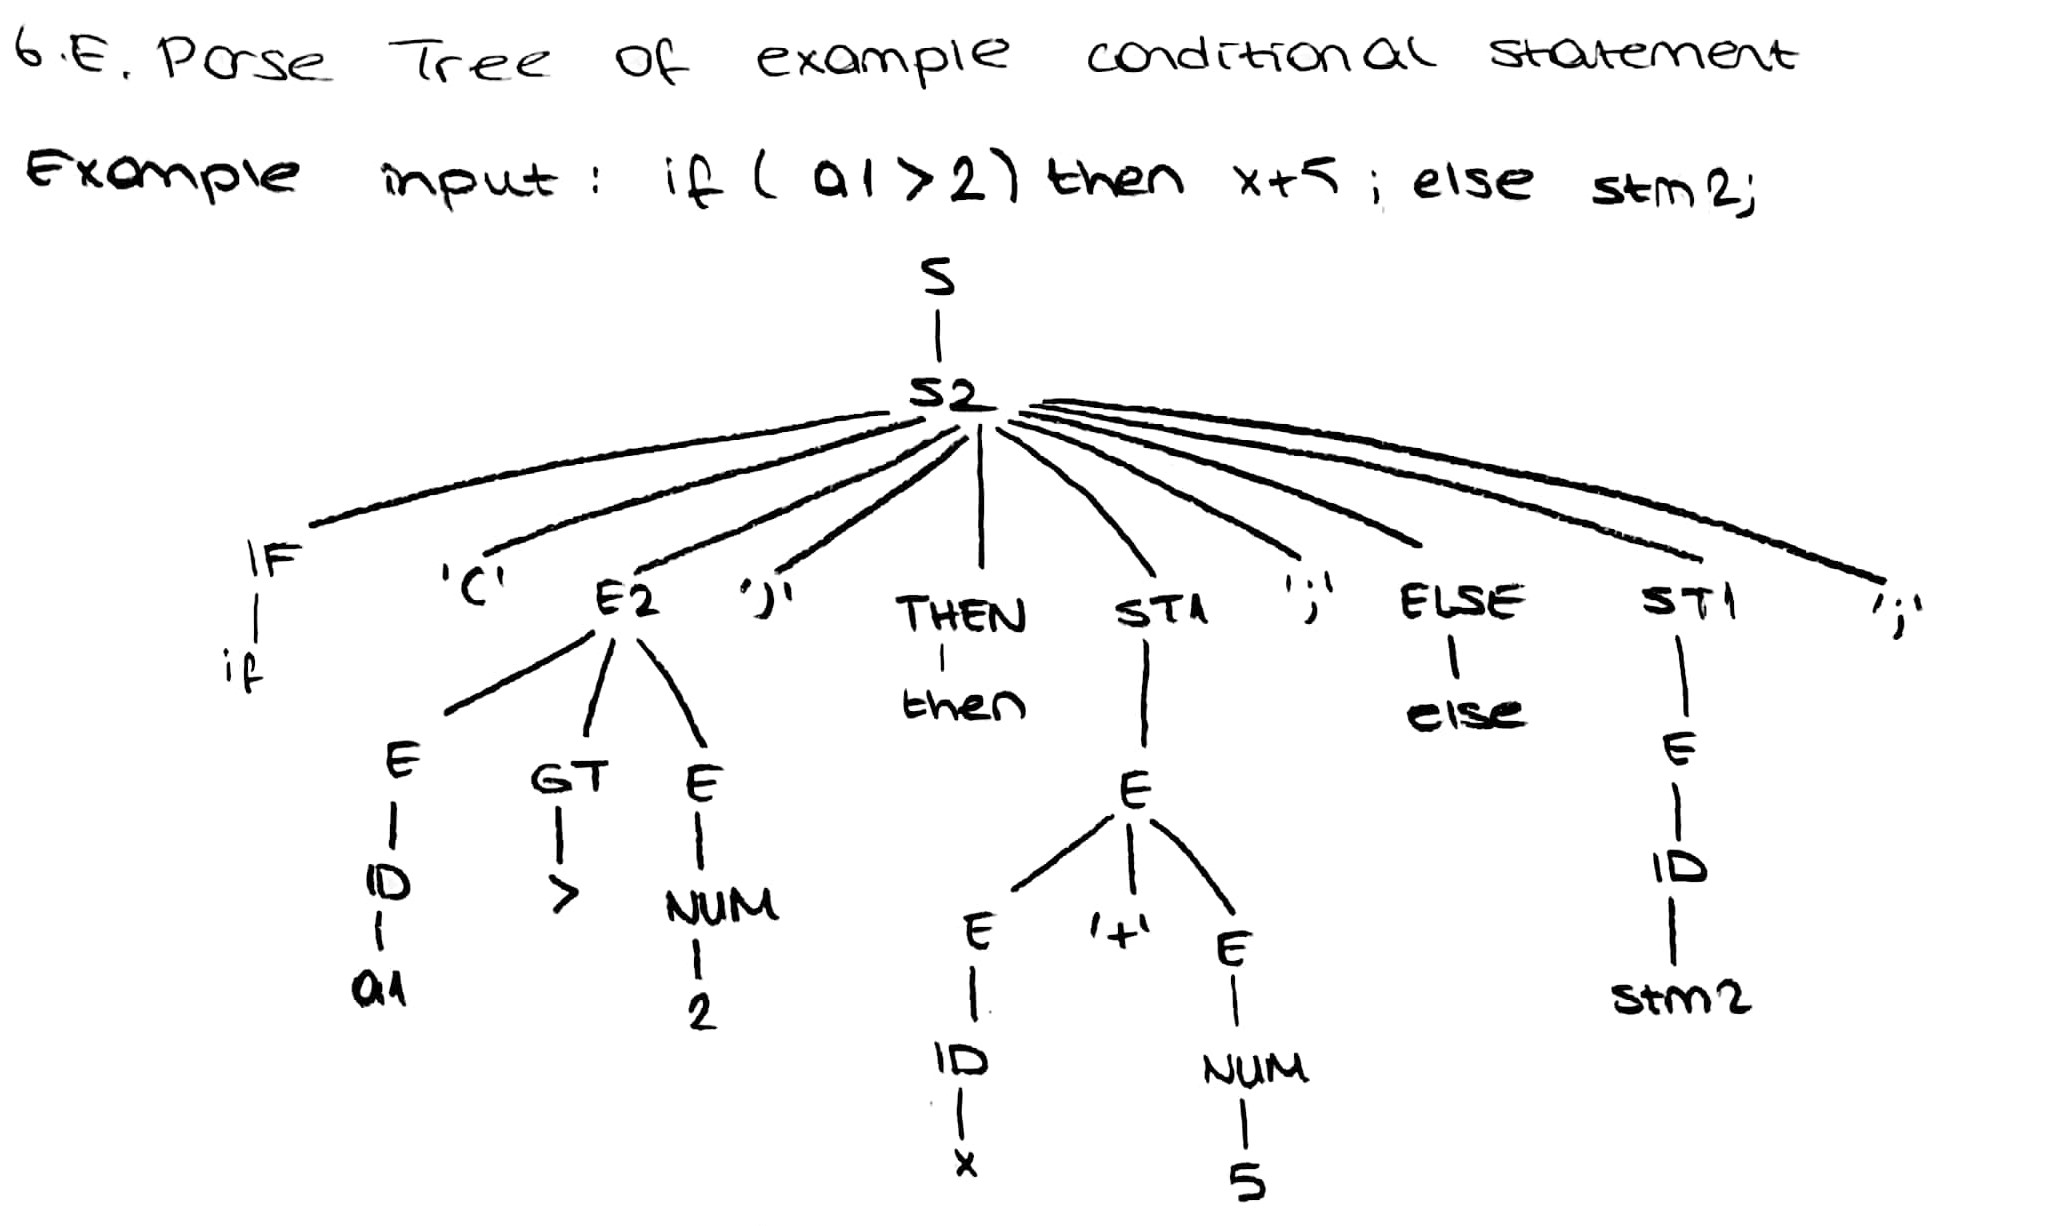 6.E. Parse Tree of example conditional statement
Example input : if ( a1 > 2 ) then x+5 ; else stm2;
S
S2
IF '(' E2 ')' THEN ST1 ';' ELSE ST1 ';'
if then else
E GT E E E
ID > NUM E '+' E ID
a1 2 ID NUM stm2
x 5